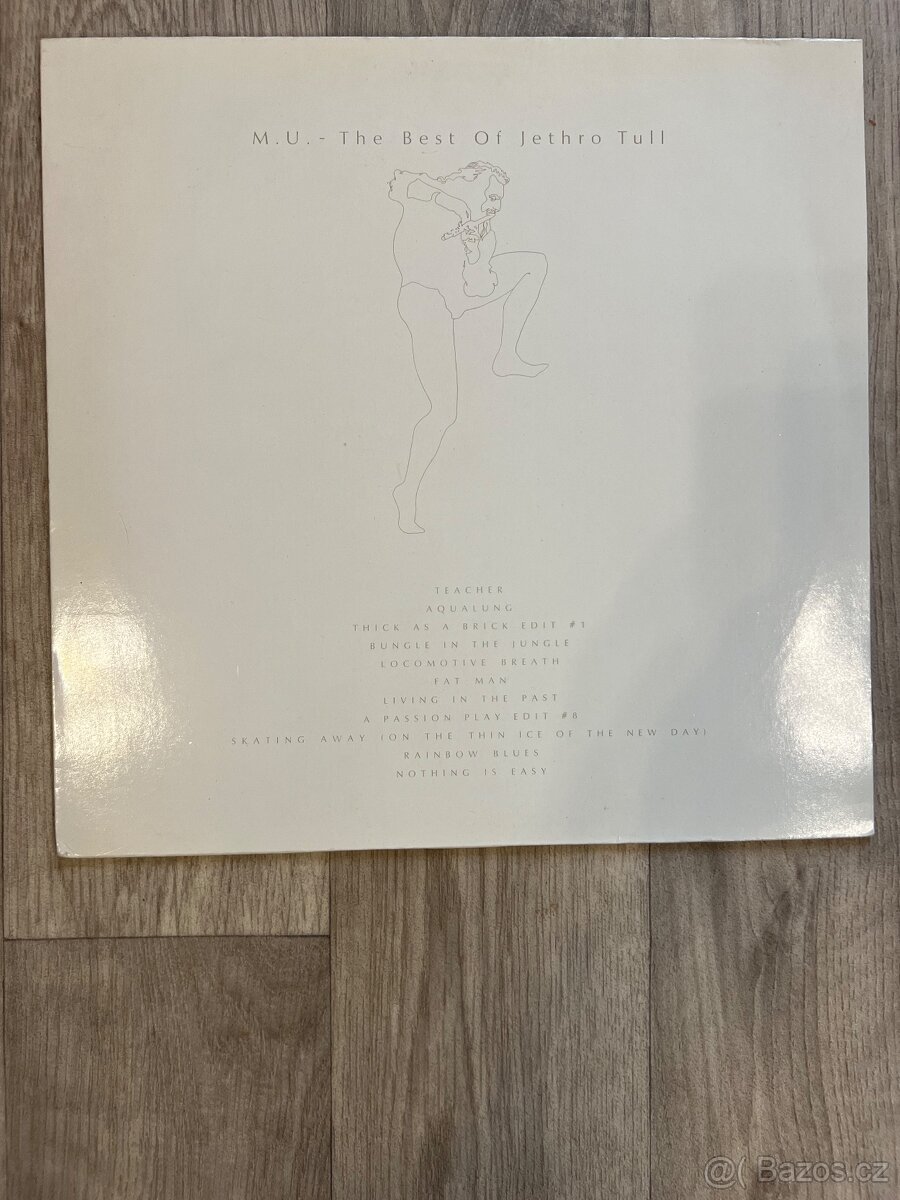 M.U. - The Best Of Jethro Tull
TEACHER
AQUALUNG
THICK AS A BRICK EDIT #1
BUNGLE IN THE JUNGLE
LOCOMOTIVE BREATH
FAT MAN
LIVING IN THE PAST
A PASSION PLAY EDIT #8
SKATING AWAY (ON THE THIN ICE OF THE NEW DAY)
RAINBOW BLUES
NOTHING IS EASY
@( Bazos.cz